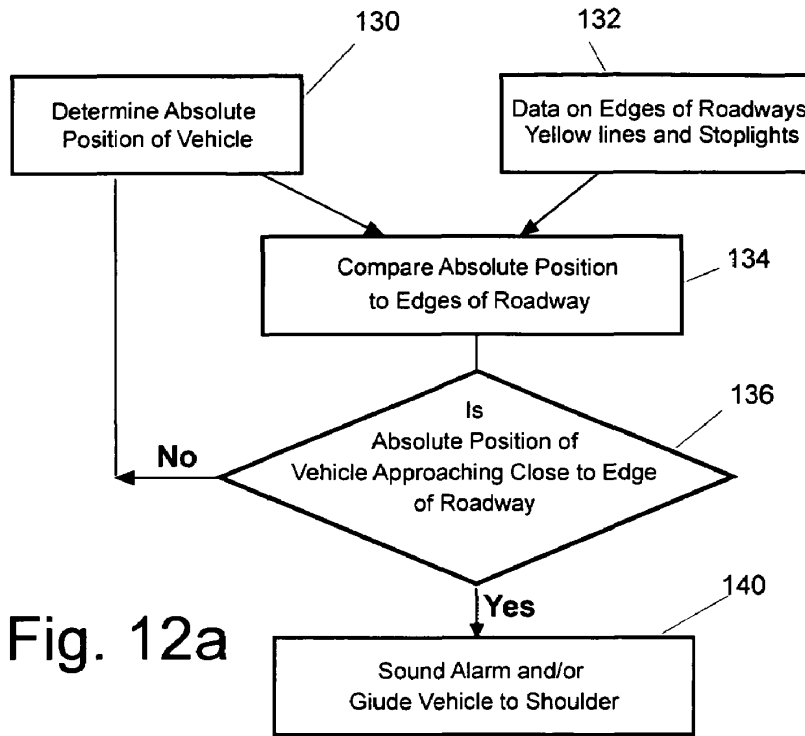 130
132
Determine Absolute
Position of Vehicle
Data on Edges of Roadways
Yellow lines and Stoplights
Compare Absolute Position
to Edges of Roadway
134
Is
Absolute Position of
Vehicle Approaching Close to Edge
of Roadway
136
No
Yes
140
Fig. 12a
Sound Alarm and/or
Giude Vehicle to Shoulder